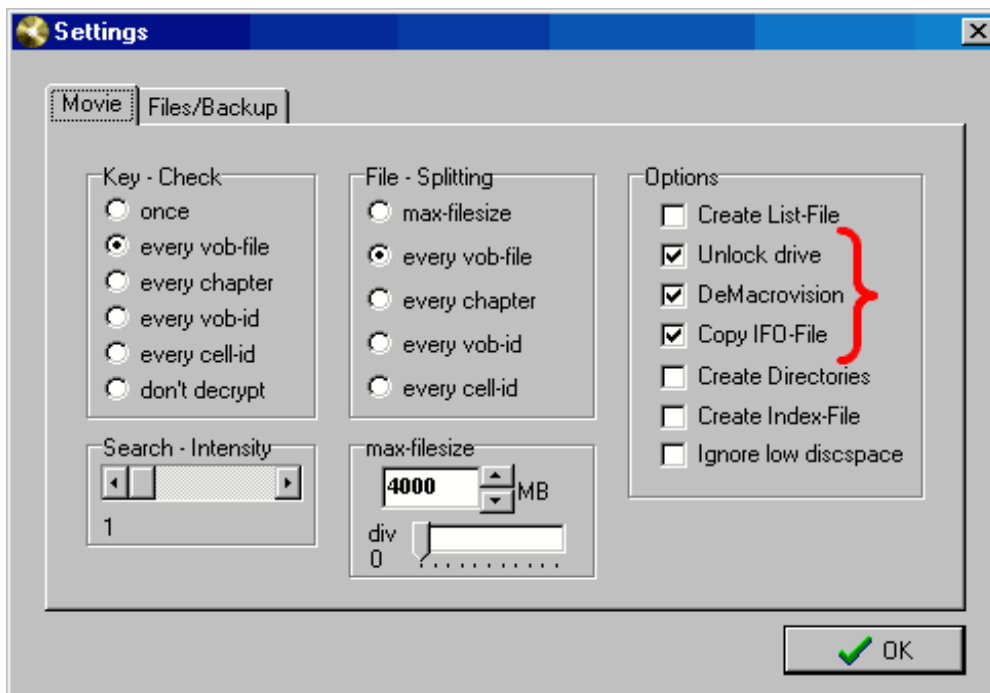 Settings
Movie
Files/Backup
Key - Check
once
every vob-file
every chapter
every vob-id
every cell-id
don't decrypt
Search - Intensity
1
File - Splitting
max-filesize
every vob-file
every chapter
every vob-id
every cell-id
max-filesize
4000 MB
div
0
Options
Create List-File
Unlock drive
DeMacrovision
Copy IFO-File
Create Directories
Create Index-File
Ignore low discspace
OK